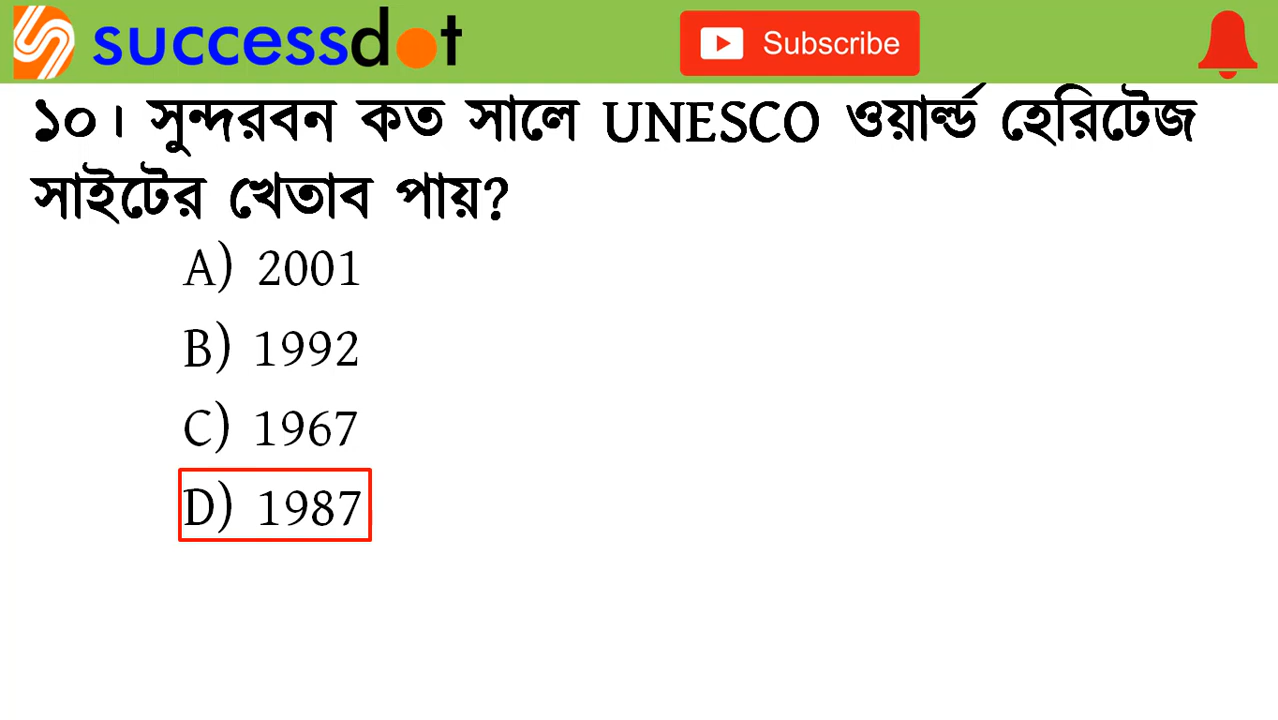 successdot
Subscribe
১০। সুন্দরবন কত সালে UNESCO ওয়ার্ল্ড হেরিটেজ
সাইটের খেতাব পায়?
A) 2001
B) 1992
C) 1967
D) 1987